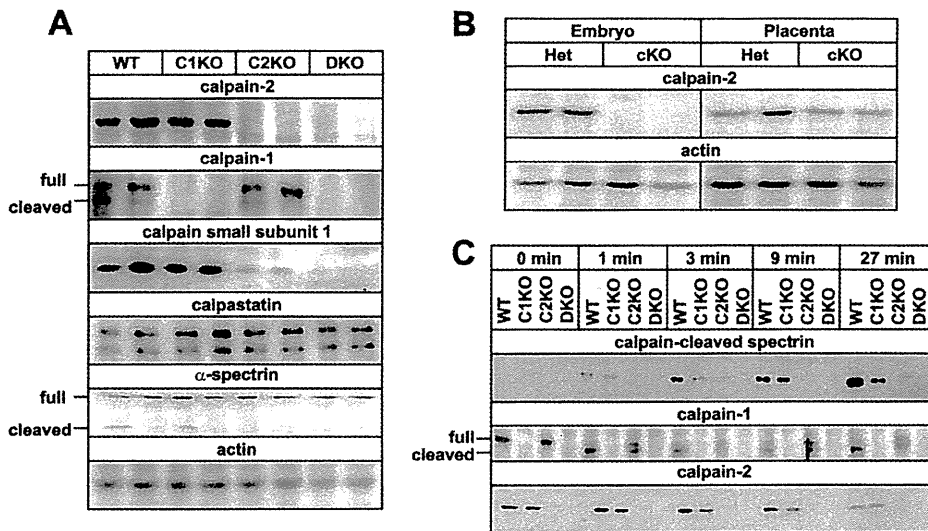 A
WT C1KO C2KO DKO
calpain-2
calpain-1
full
cleaved
calpain small subunit 1
calpastatin
α-spectrin
full
cleaved
actin
B
Embryo Placenta
Het cKO Het cKO
calpain-2
actin
C
0 min 1 min 3 min 9 min 27 min
WT C1KO C2KO DKO WT C1KO C2KO DKO WT C1KO C2KO DKO WT C1KO C2KO DKO WT C1KO C2KO DKO
calpain-cleaved spectrin
calpain-1
full
cleaved
calpain-2